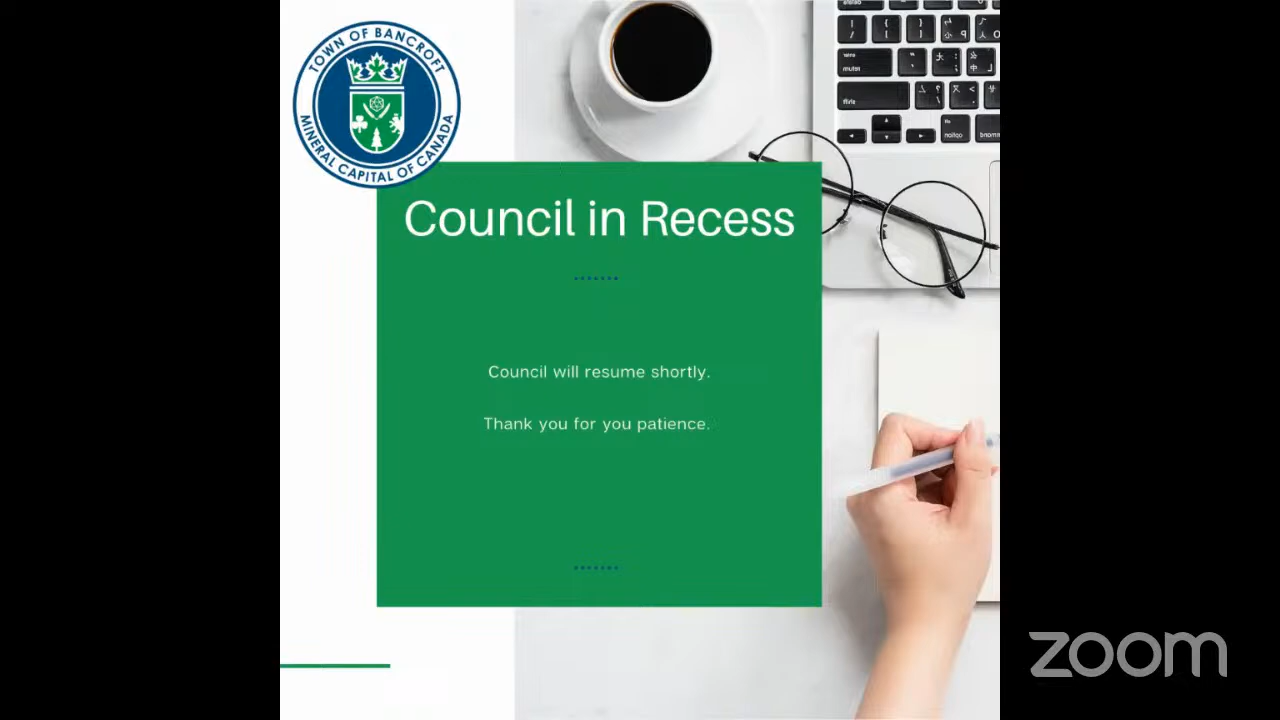 TOWN OF BANCROFT
MINERAL CAPITAL OF CANADA
Council in Recess
Council will resume shortly.
Thank you for you patience.
zoom